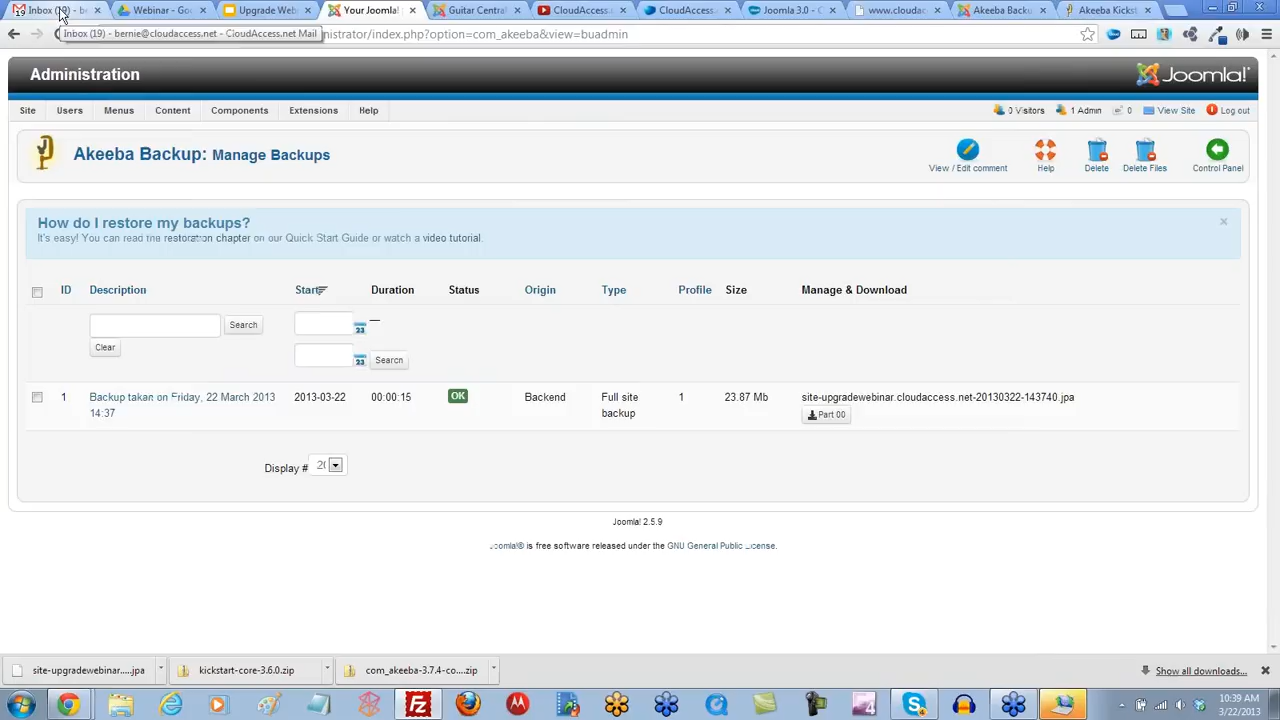 Inbox (19) - be
Webinar - Goo
Upgrade Web
Your Joomla!
Guitar Central
CloudAccess.
CloudAccess.
Joomla 3.0 - C
www.cloudac
Akeeba Backu
Akeeba Kickst
Inbox (19) - bernie@cloudaccess.net - CloudAccess.net Mail
nistrator/index.php?option=com_akeeba&view=buadmin
Administration
Joomla!
Site Users Menus Content Components Extensions Help
0 Visitors 1 Admin 0 View Site Log out
Akeeba Backup: Manage Backups
View / Edit comment Help Delete Delete Files Control Panel
How do I restore my backups?
It's easy! You can read the restoration chapter on our Quick Start Guide or watch a video tutorial.
ID Description Start Duration Status Origin Type Profile Size Manage & Download
Search
23
Clear
23
Search
1 Backup taken on Friday, 22 March 2013 14:37 2013-03-22 00:00:15 OK Backend Full site backup 1 23.87 Mb site-upgradewebinar.cloudaccess.net-20130322-143740.jpa
Part 00
Display # 20
Joomla! 2.5.9
Joomla!® is free software released under the GNU General Public License.
site-upgradewebinar.....jpa
kickstart-core-3.6.0.zip
com_akeeba-3.7.4-co....zip
Show all downloads...
10:39 AM
3/22/2013